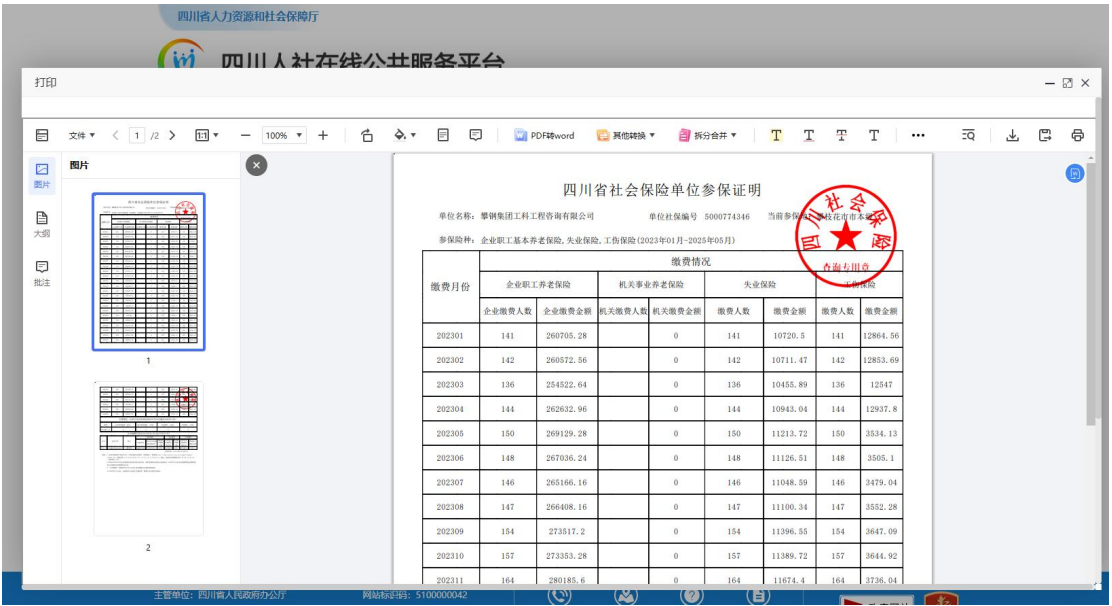 四川省人力资源和社会保障厅
四川人社在线公共服务平台
打印
文件 1 /2 1:1 100% PDF转word 其他转换 拆分合并 T T T T
图片
图片
大纲
批注
1
2
四川省社会保险单位参保证明
单位名称：攀钢集团工科工程咨询有限公司 单位社保编号 5000774346 当前参保地：攀枝花市市本级
参保险种：企业职工基本养老保险,失业保险,工伤保险(2023年01月-2025年05月)
查询专用章
缴费月份 缴费情况
企业职工养老保险 机关事业养老保险 失业保险 工伤保险
企业缴费人数 企业缴费金额 机关缴费人数 机关缴费金额 缴费人数 缴费金额 缴费人数 缴费金额
202301 141 260705.28 0 141 10720.5 141 12864.56
202302 142 260572.56 0 142 10711.47 142 12853.69
202303 136 254522.64 0 136 10455.89 136 12547
202304 144 262632.96 0 144 10943.04 144 12937.8
202305 150 269129.28 0 150 11213.72 150 3534.13
202306 148 267036.24 0 148 11126.51 148 3505.1
202307 146 265166.16 0 146 11048.59 146 3479.04
202308 147 266408.16 0 147 11100.34 147 3552.28
202309 154 273517.2 0 154 11396.55 154 3647.09
202310 157 273353.28 0 157 11389.72 157 3644.92
202311 164 280185.6 0 164 11674.4 164 3736.04
主管单位：四川省人民政府办公厅 网站标识码：5100000042